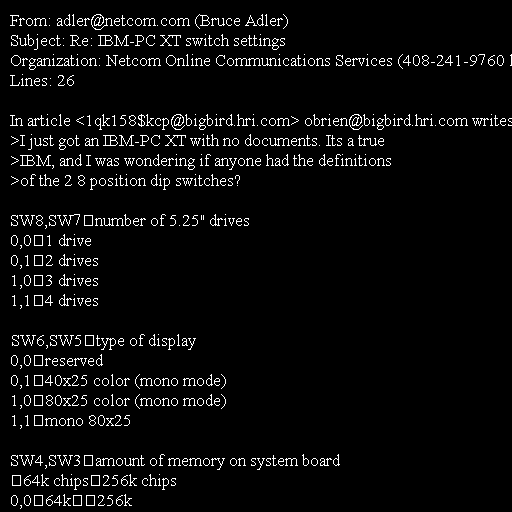 From: adler@netcom.com (Bruce Adler)
Subject: Re: IBM-PC XT switch settings
Organization: Netcom Online Communications Services (408-241-9760
Lines: 26

In article <1qk158$kcp@bigbird.hri.com> obrien@bigbird.hri.com writes
>I just got an IBM-PC XT with no documents. Its a true
>IBM, and I was wondering if anyone had the definitions
>of the 2 8 position dip switches?

SW8,SW7□number of 5.25" drives
0,0□1 drive
0,1□2 drives
1,0□3 drives
1,1□4 drives

SW6,SW5□type of display
0,0□reserved
0,1□40x25 color (mono mode)
1,0□80x25 color (mono mode)
1,1□mono 80x25

SW4,SW3□amount of memory on system board
□64k chips□256k chips
0,0□64k□□256k